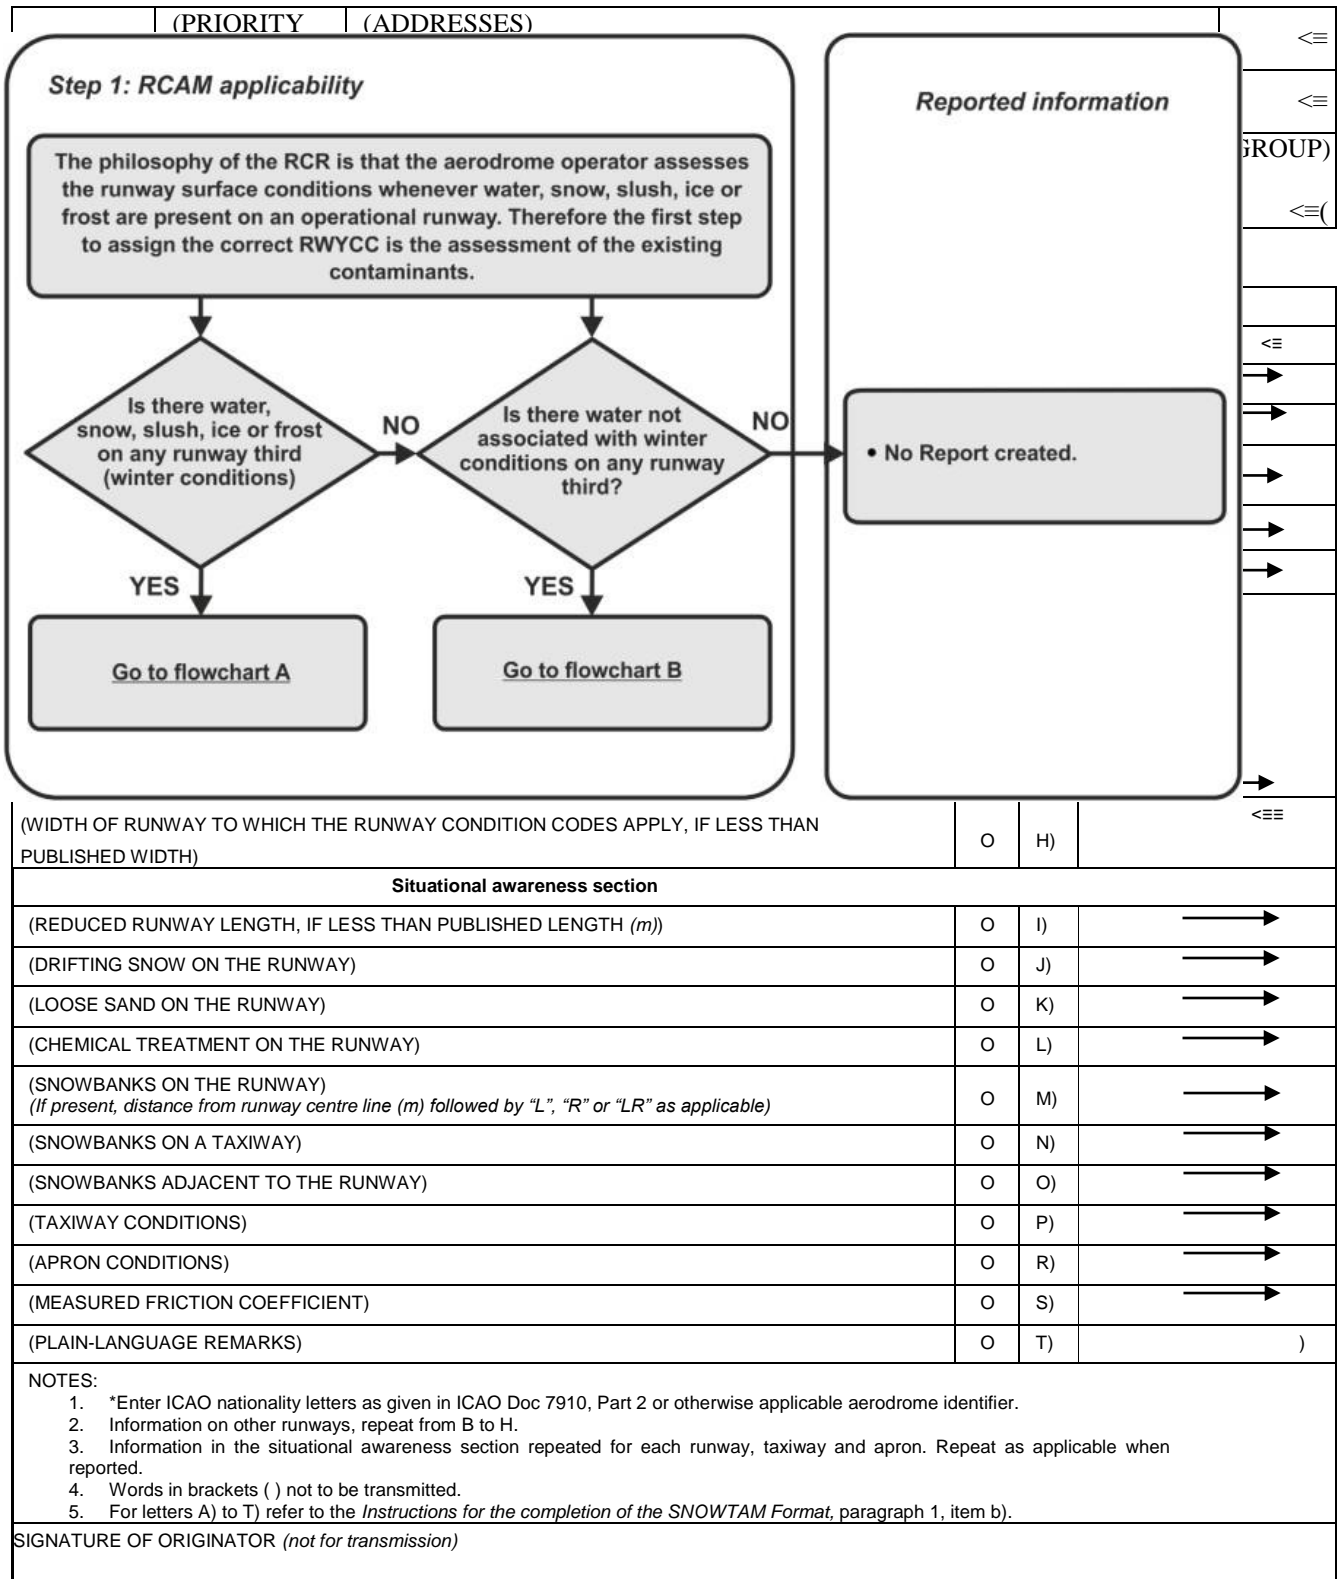 (PRIORITY (ADDRESSES)
<≡
<≡
GROUP)
<≡(
Step 1: RCAM applicability
The philosophy of the RCR is that the aerodrome operator assesses
the runway surface conditions whenever water, snow, slush, ice or
frost are present on an operational runway. Therefore the first step
to assign the correct RWYCC is the assessment of the existing
contaminants.
Is there water,
snow, slush, ice or frost
on any runway third
(winter conditions)
NO
Is there water not
associated with winter
conditions on any runway
third?
NO
YES
YES
Go to flowchart A
Go to flowchart B
Reported information
• No Report created.
<≡
<≡≡
(WIDTH OF RUNWAY TO WHICH THE RUNWAY CONDITION CODES APPLY, IF LESS THAN
PUBLISHED WIDTH) O H)
Situational awareness section
(REDUCED RUNWAY LENGTH, IF LESS THAN PUBLISHED LENGTH (m)) O I)
(DRIFTING SNOW ON THE RUNWAY) O J)
(LOOSE SAND ON THE RUNWAY) O K)
(CHEMICAL TREATMENT ON THE RUNWAY) O L)
(SNOWBANKS ON THE RUNWAY)
(If present, distance from runway centre line (m) followed by “L”, “R” or “LR” as applicable) O M)
(SNOWBANKS ON A TAXIWAY) O N)
(SNOWBANKS ADJACENT TO THE RUNWAY) O O)
(TAXIWAY CONDITIONS) O P)
(APRON CONDITIONS) O R)
(MEASURED FRICTION COEFFICIENT) O S)
(PLAIN-LANGUAGE REMARKS) O T) )
NOTES:
1. *Enter ICAO nationality letters as given in ICAO Doc 7910, Part 2 or otherwise applicable aerodrome identifier.
2. Information on other runways, repeat from B to H.
3. Information in the situational awareness section repeated for each runway, taxiway and apron. Repeat as applicable when
reported.
4. Words in brackets ( ) not to be transmitted.
5. For letters A) to T) refer to the Instructions for the completion of the SNOWTAM Format, paragraph 1, item b).
SIGNATURE OF ORIGINATOR (not for transmission)